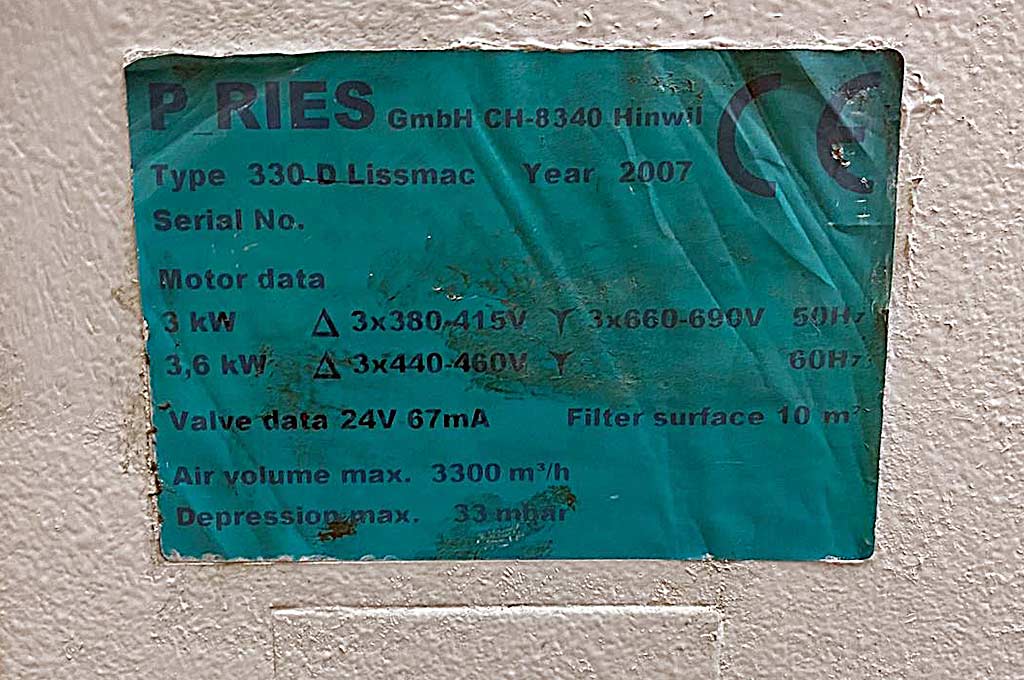 P_RIES GmbH CH-8340 Hinwil CE
Type 330-D Lissmac Year 2007
Serial No.
Motor data
3 kW Δ 3x380-415V Y 3x660-690V 50Hz
3,6 kW Δ 3x440-460V Y 60Hz
Valve data 24V 67mA Filter surface 10 m²
Air volume max. 3300 m³/h
Depression max. 33 mbar